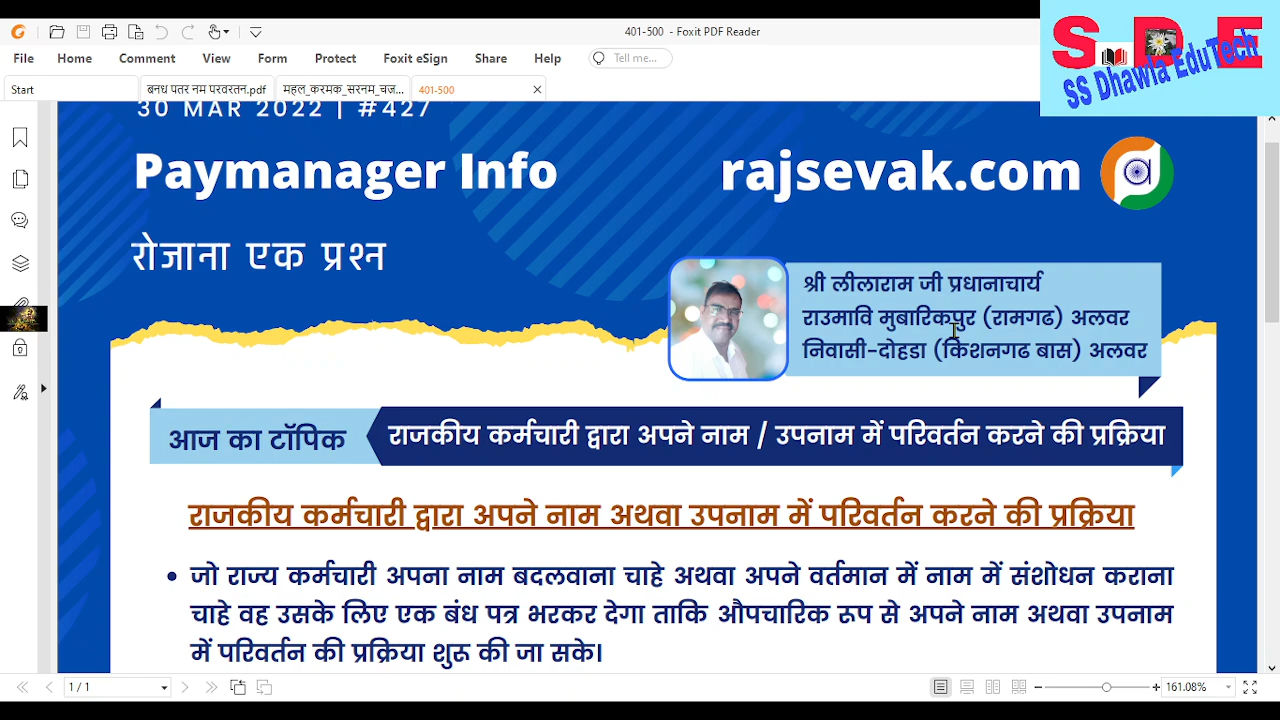 401-500 - Foxit PDF Reader
File Home Comment View Form Protect Foxit eSign Share Help Tell me...
Start बनध पतर नम परवरतन.pdf महल_करमक_सरनम_चज... 401-500
S R E
SS Dhawla EduTech
30 MAR 2022 | #427
Paymanager Info rajsevak.com
रोजाना एक प्रश्न
श्री लीलाराम जी प्रधानाचार्य
राउमावि मुबारिकपुर (रामगढ) अलवर
निवासी-दोहडा (किशनगढ बास) अलवर
आज का टॉपिक राजकीय कर्मचारी द्वारा अपने नाम / उपनाम में परिवर्तन करने की प्रक्रिया
राजकीय कर्मचारी द्वारा अपने नाम अथवा उपनाम में परिवर्तन करने की प्रक्रिया
• जो राज्य कर्मचारी अपना नाम बदलवाना चाहे अथवा अपने वर्तमान में नाम में संशोधन कराना
चाहे वह उसके लिए एक बंध पत्र भरकर देगा ताकि औपचारिक रूप से अपने नाम अथवा उपनाम
में परिवर्तन की प्रक्रिया शुरू की जा सके।
1 / 1 161.08%